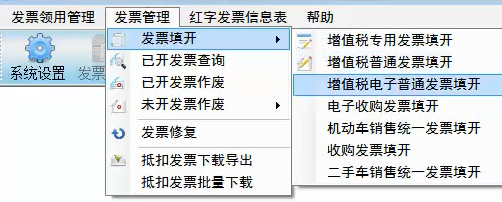 发票领用管理 发票管理 红字发票信息表 帮助
系统设置 发票
发票填开
已开发票查询
已开发票作废
未开发票作废
发票修复
抵扣发票下载导出
抵扣发票批量下载
增值税专用发票填开
增值税普通发票填开
增值税电子普通发票填开
电子收购发票填开
机动车销售统一发票填开
收购发票填开
二手车销售统一发票填开